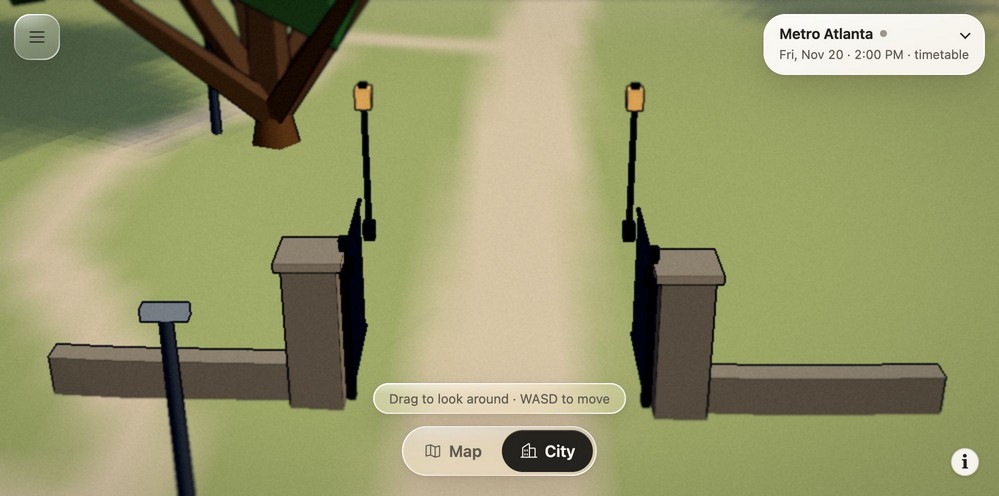 Metro Atlanta
Fri, Nov 20 · 2:00 PM · timetable
Drag to look around · WASD to move
Map
City
i